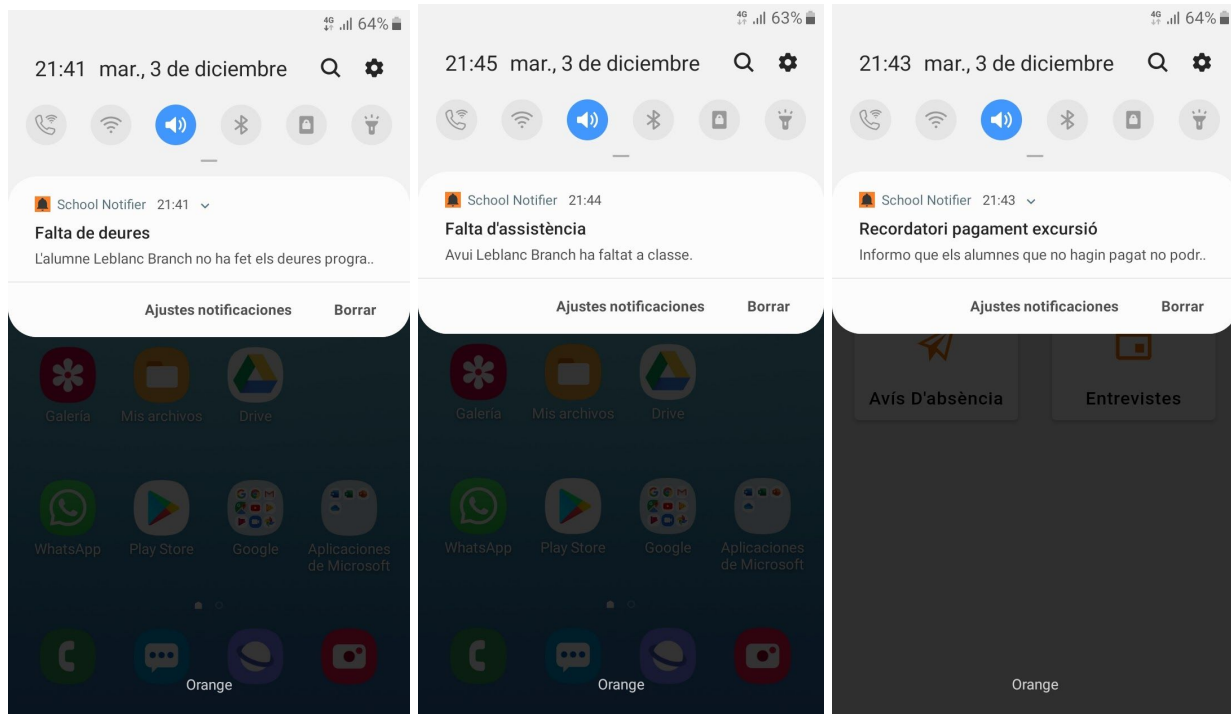 4G 64%
21:41 mar., 3 de diciembre
School Notifier 21:41
Falta de deures
L'alumne Leblanc Branch no ha fet els deures progra..
Ajustes notificaciones Borrar
Galería Mis archivos Drive
WhatsApp Play Store Google Aplicaciones
de Microsoft
Orange
4G 63%
21:45 mar., 3 de diciembre
School Notifier 21:44
Falta d'assistència
Avui Leblanc Branch ha faltat a classe.
Ajustes notificaciones Borrar
Galería Mis archivos Drive
WhatsApp Play Store Google Aplicaciones
de Microsoft
Orange
4G 64%
21:43 mar., 3 de diciembre
School Notifier 21:43
Recordatori pagament excursió
Informo que els alumnes que no hagin pagat no podr..
Ajustes notificaciones Borrar
Avís D'absència Entrevistes
Orange